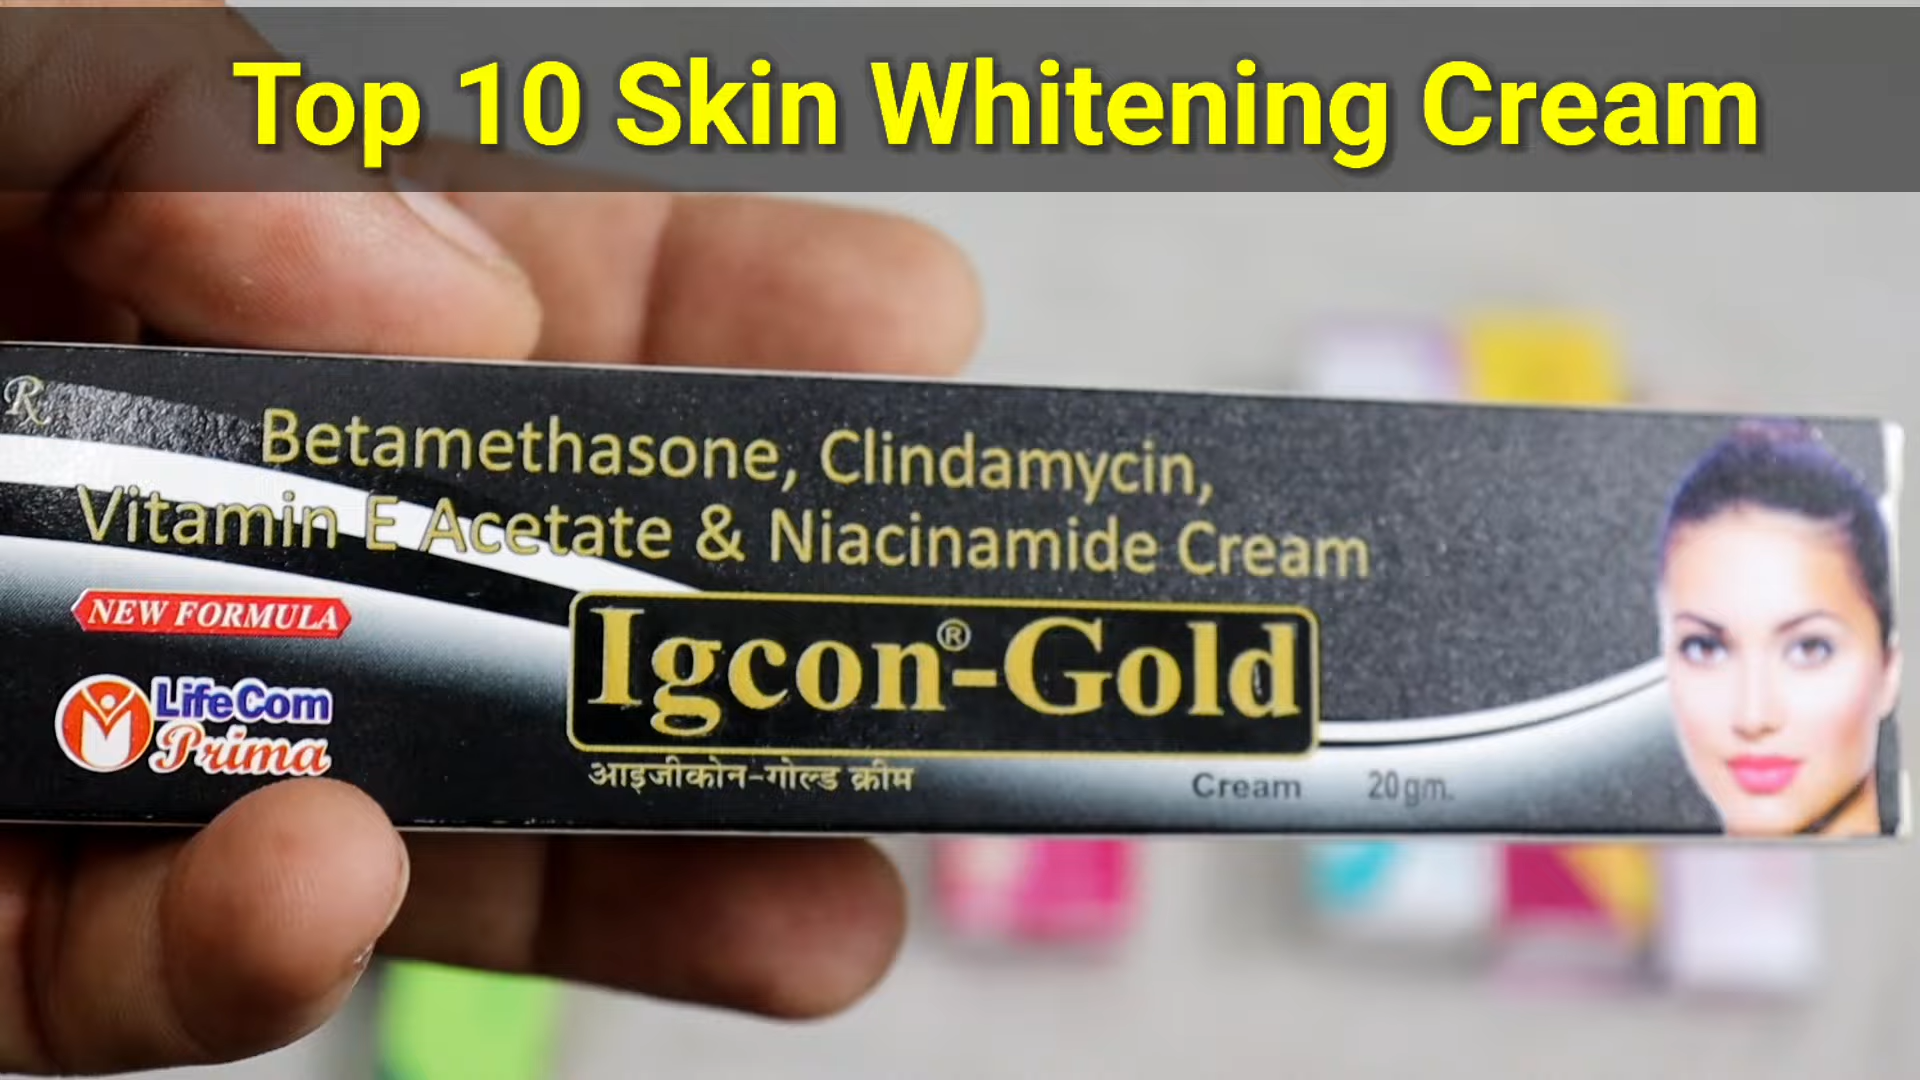 Top 10 Skin Whitening Cream
Rx
Betamethasone, Clindamycin,
Vitamin E Acetate & Niacinamide Cream
NEW FORMULA
Igcon®-Gold
LifeCom
Prima
आइजीकोन-गोल्ड क्रीम
Cream 20gm.